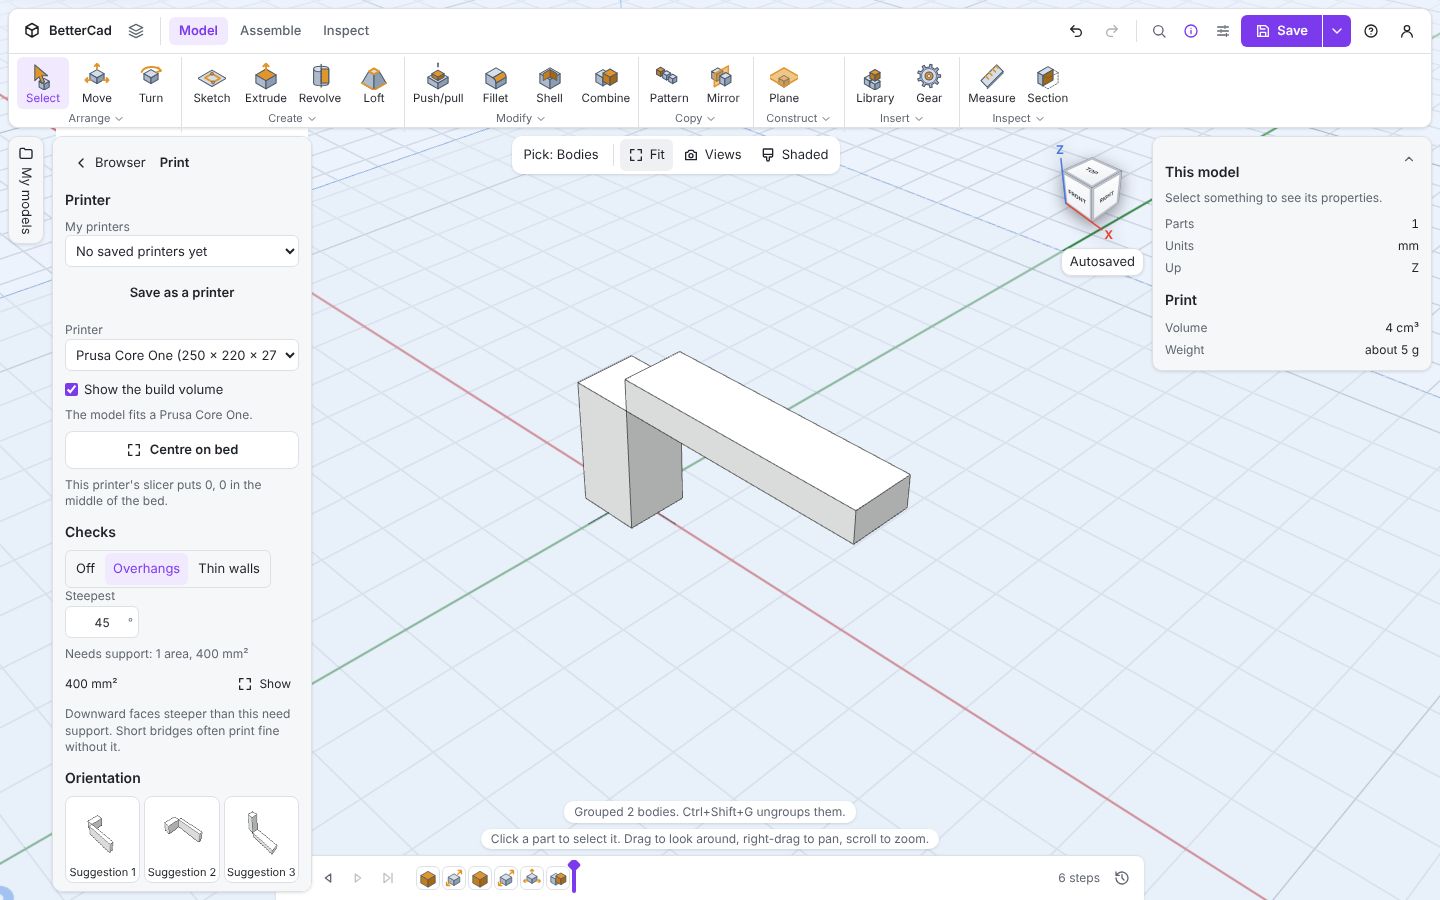 BetterCad
Model
Assemble
Inspect
Save
Select
Move
Turn
Sketch
Extrude
Revolve
Loft
Push/pull
Fillet
Shell
Combine
Pattern
Mirror
Plane
Library
Gear
Measure
Section
Arrange
Create
Modify
Copy
Construct
Insert
Inspect
My models
Browser
Print
Printer
My printers
No saved printers yet
Save as a printer
Printer
Prusa Core One (250 × 220 × 27
Show the build volume
The model fits a Prusa Core One.
Centre on bed
This printer's slicer puts 0, 0 in the
middle of the bed.
Checks
Off
Overhangs
Thin walls
Steepest
45 °
Needs support: 1 area, 400 mm²
400 mm²
Show
Downward faces steeper than this need
support. Short bridges often print fine
without it.
Orientation
Suggestion 1
Suggestion 2
Suggestion 3
Pick: Bodies
Fit
Views
Shaded
Z
TOP
FRONT
RIGHT
X
Autosaved
This model
Select something to see its properties.
Parts 1
Units mm
Up Z
Print
Volume 4 cm³
Weight about 5 g
Grouped 2 bodies. Ctrl+Shift+G ungroups them.
Click a part to select it. Drag to look around, right-drag to pan, scroll to zoom.
6 steps